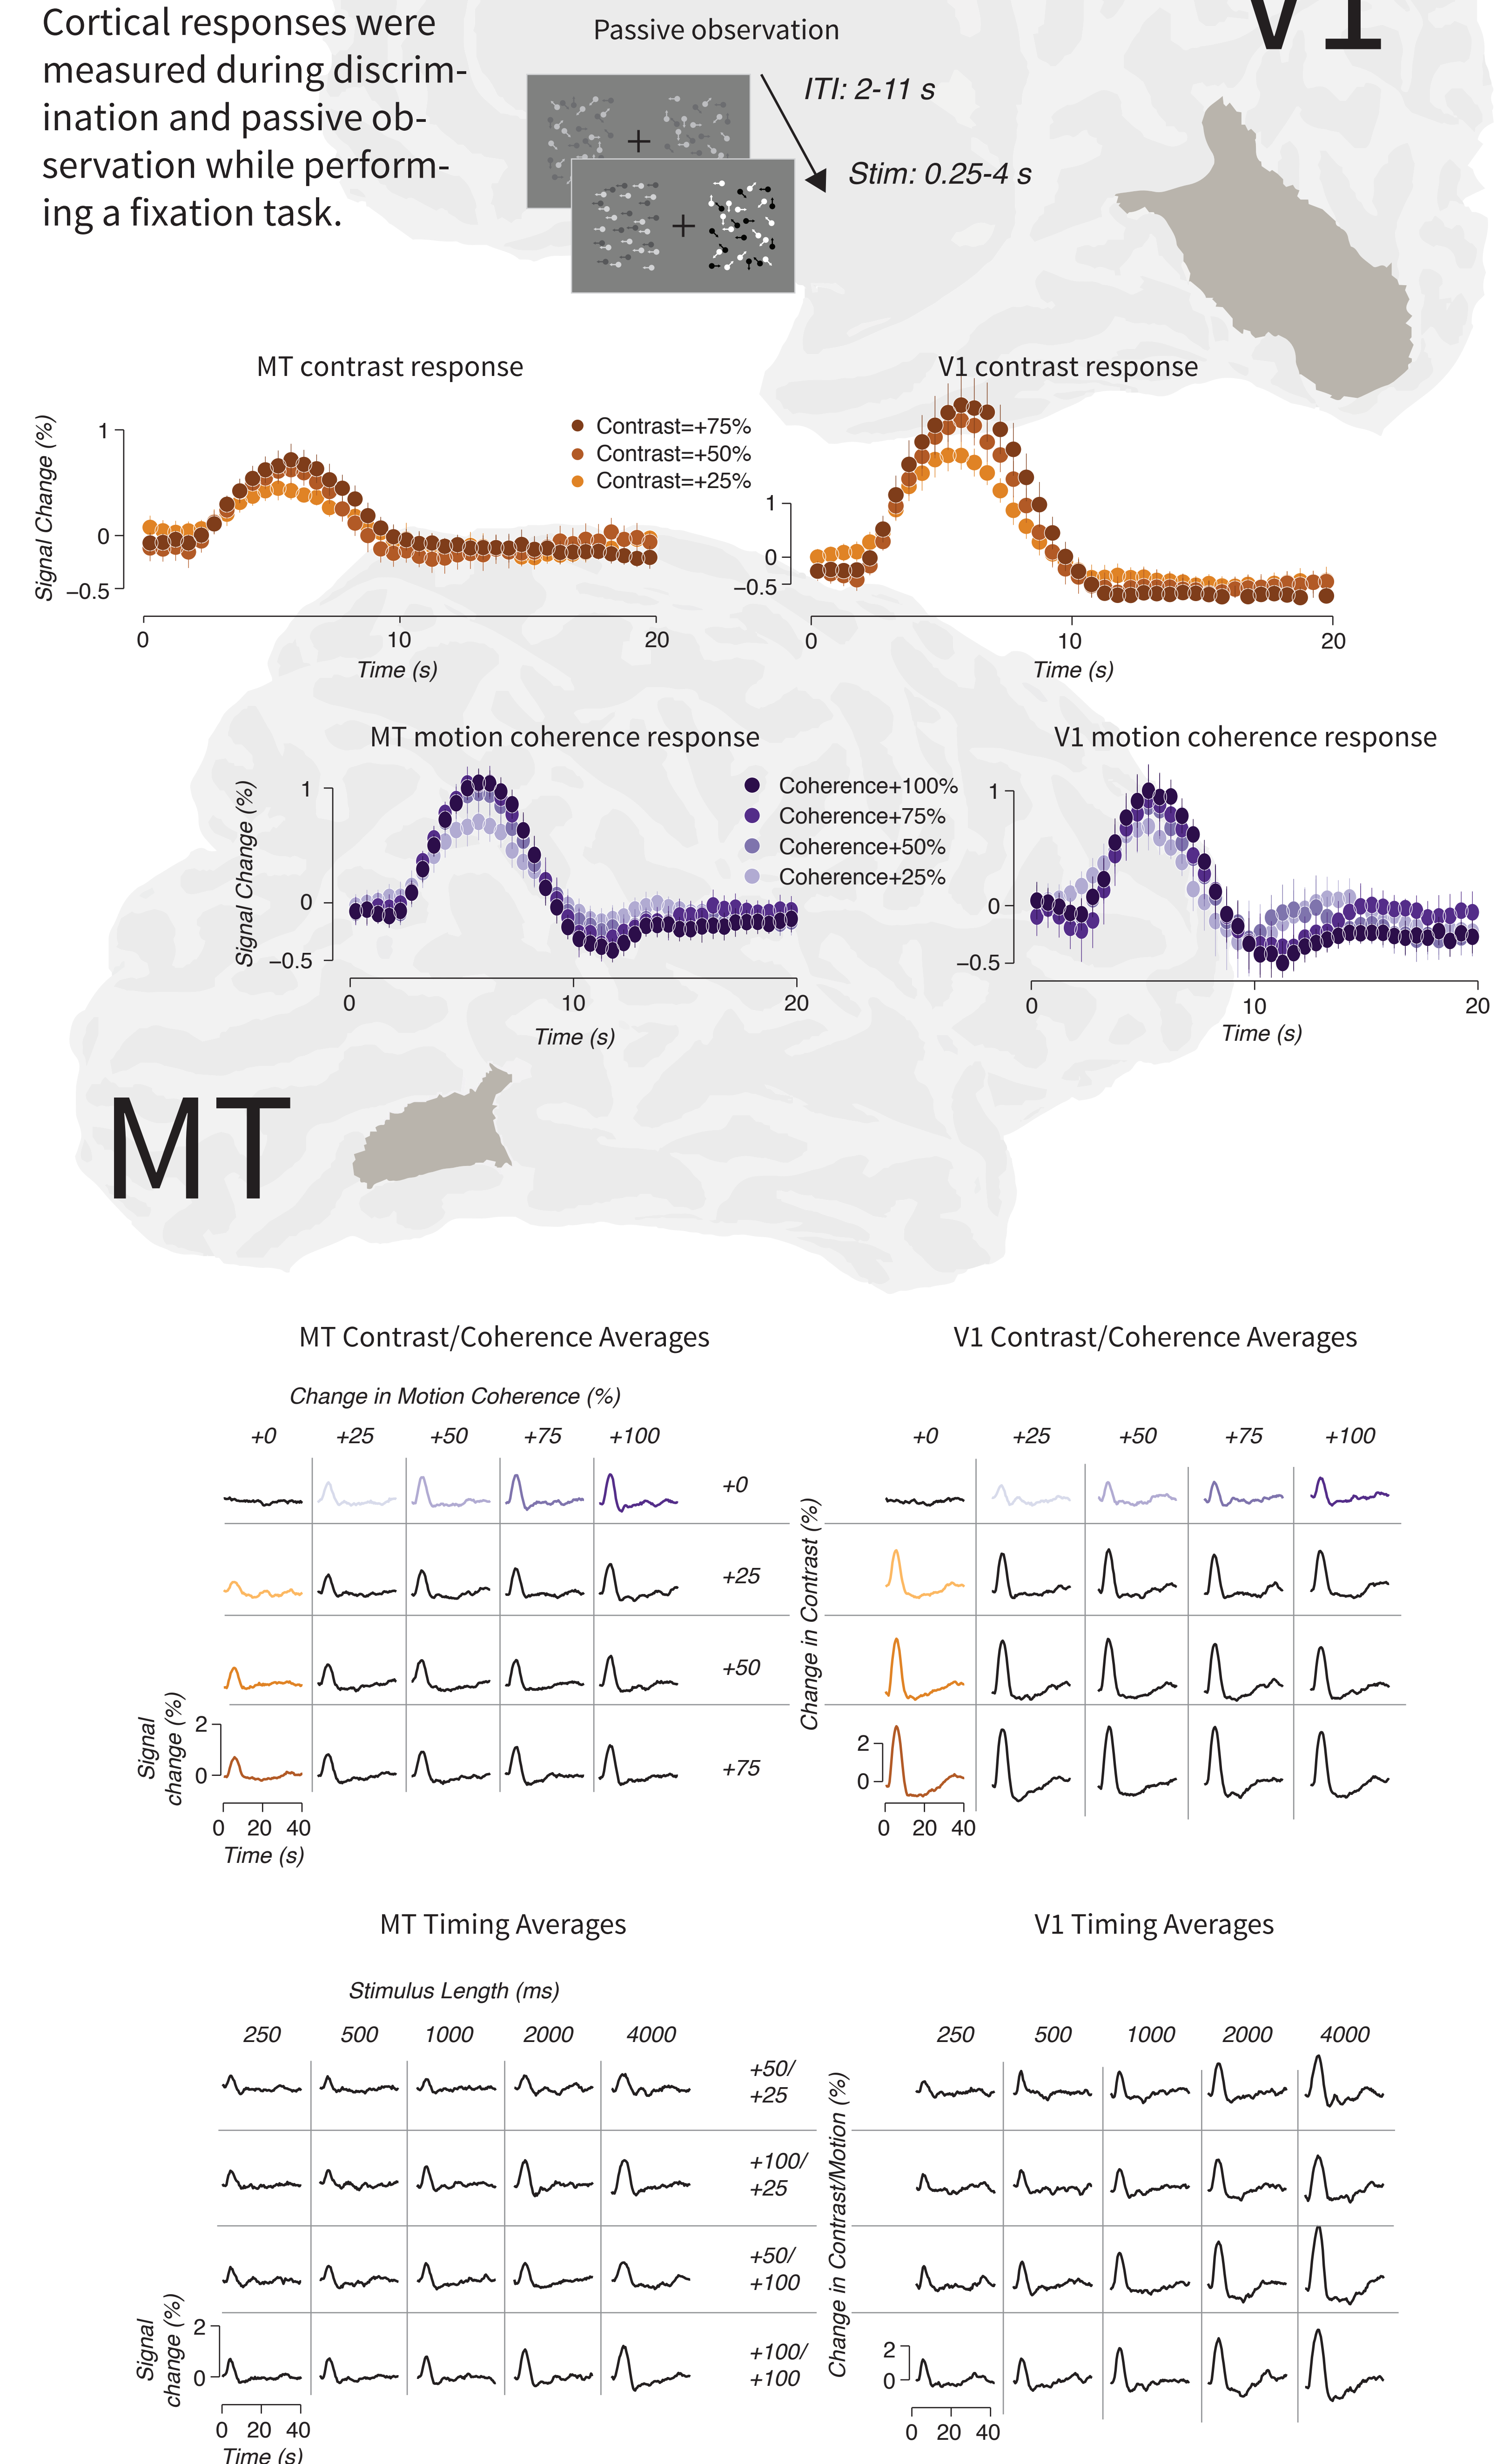 Cortical responses were
measured during discrim-
ination and passive ob-
servation while perform-
ing a fixation task.
Passive observation
ITI: 2-11 s
Stim: 0.25-4 s
V1
MT contrast response
Signal Change (%)
1
0
−0.5
Contrast=+75%
Contrast=+50%
Contrast=+25%
0 10 20
Time (s)
V1 contrast response
1
0
−0.5
0 10 20
Time (s)
MT motion coherence response
Signal Change (%)
1
0
−0.5
Coherence+100%
Coherence+75%
Coherence+50%
Coherence+25%
0 10 20
Time (s)
V1 motion coherence response
1
0
−0.5
0 10 20
Time (s)
MT
MT Contrast/Coherence Averages
Change in Motion Coherence (%)
+0 +25 +50 +75 +100
+0
+25
+50
+75
Signal
change (%)
2
0
0 20 40
Time (s)
V1 Contrast/Coherence Averages
+0 +25 +50 +75 +100
Change in Contrast (%)
2
0
0 20 40
MT Timing Averages
Stimulus Length (ms)
250 500 1000 2000 4000
+50/
+25
+100/
+25
+50/
+100
+100/
+100
Signal
change (%)
2
0
0 20 40
Time (s)
V1 Timing Averages
250 500 1000 2000 4000
Change in Contrast/Motion (%)
2
0
0 20 40